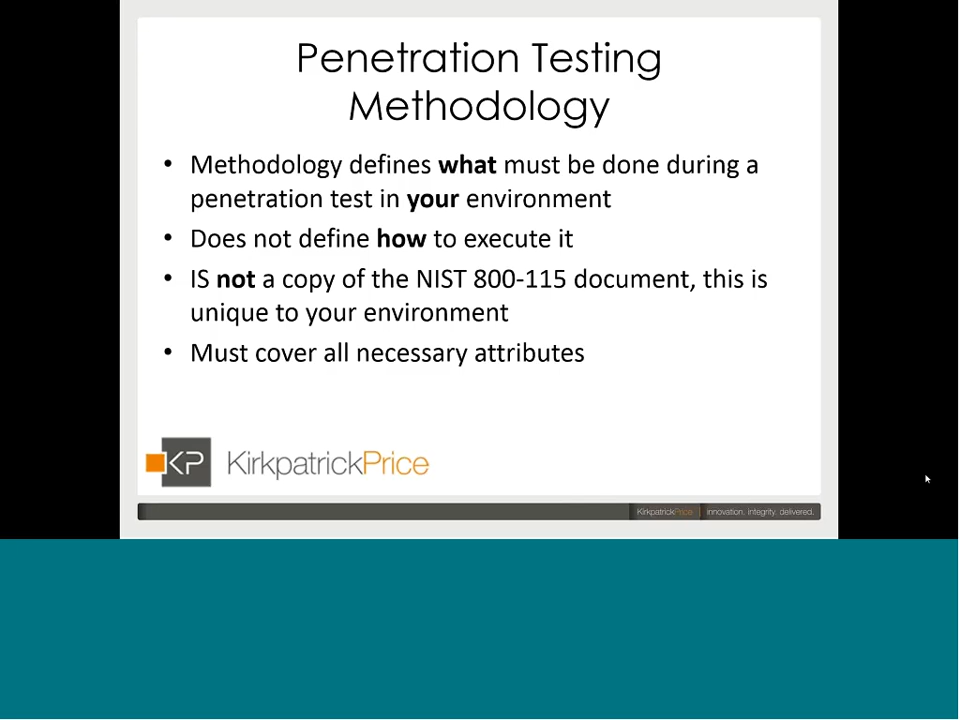 Penetration Testing
Methodology
• Methodology defines what must be done during a
penetration test in your environment
• Does not define how to execute it
• IS not a copy of the NIST 800-115 document, this is
unique to your environment
• Must cover all necessary attributes
KP KirkpatrickPrice
KirkpatrickPrice innovation. integrity. delivered.